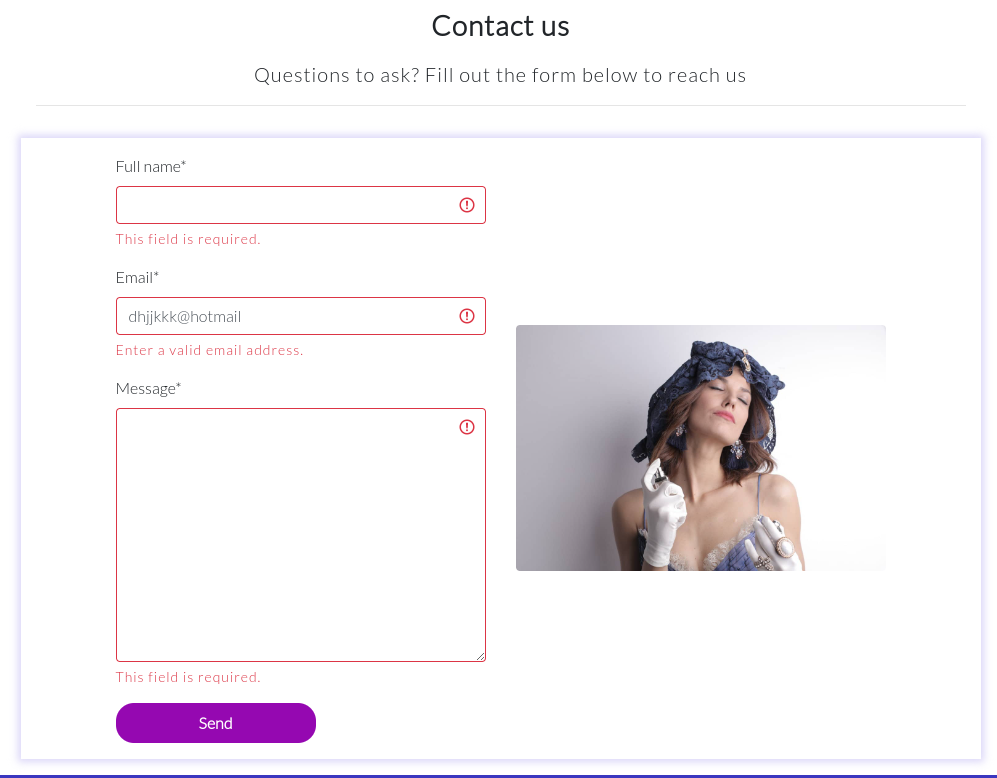 Contact us
Questions to ask? Fill out the form below to reach us
Full name*
This field is required.
Email*
dhjjkkk@hotmail
Enter a valid email address.
Message*
This field is required.
Send